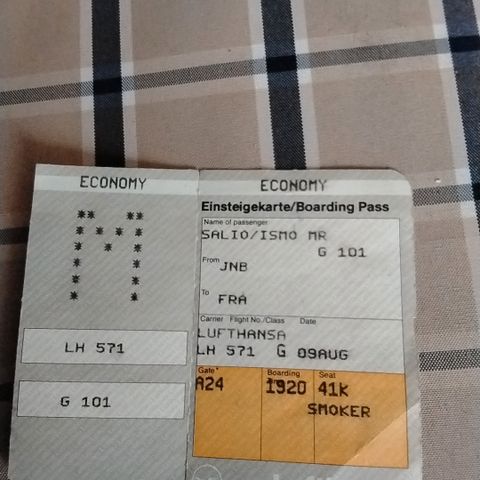 ECONOMY
LH 571
G 101
ECONOMY
Einsteigekarte/Boarding Pass
Name of passenger
SALIO/ISMO MR
G 101
From JNB
To FRA
Carrier Flight No./Class Date
LUFTHANSA
LH 571 G 09AUG
Gate* Boarding Seat
A24 1920 41K
SMOKER